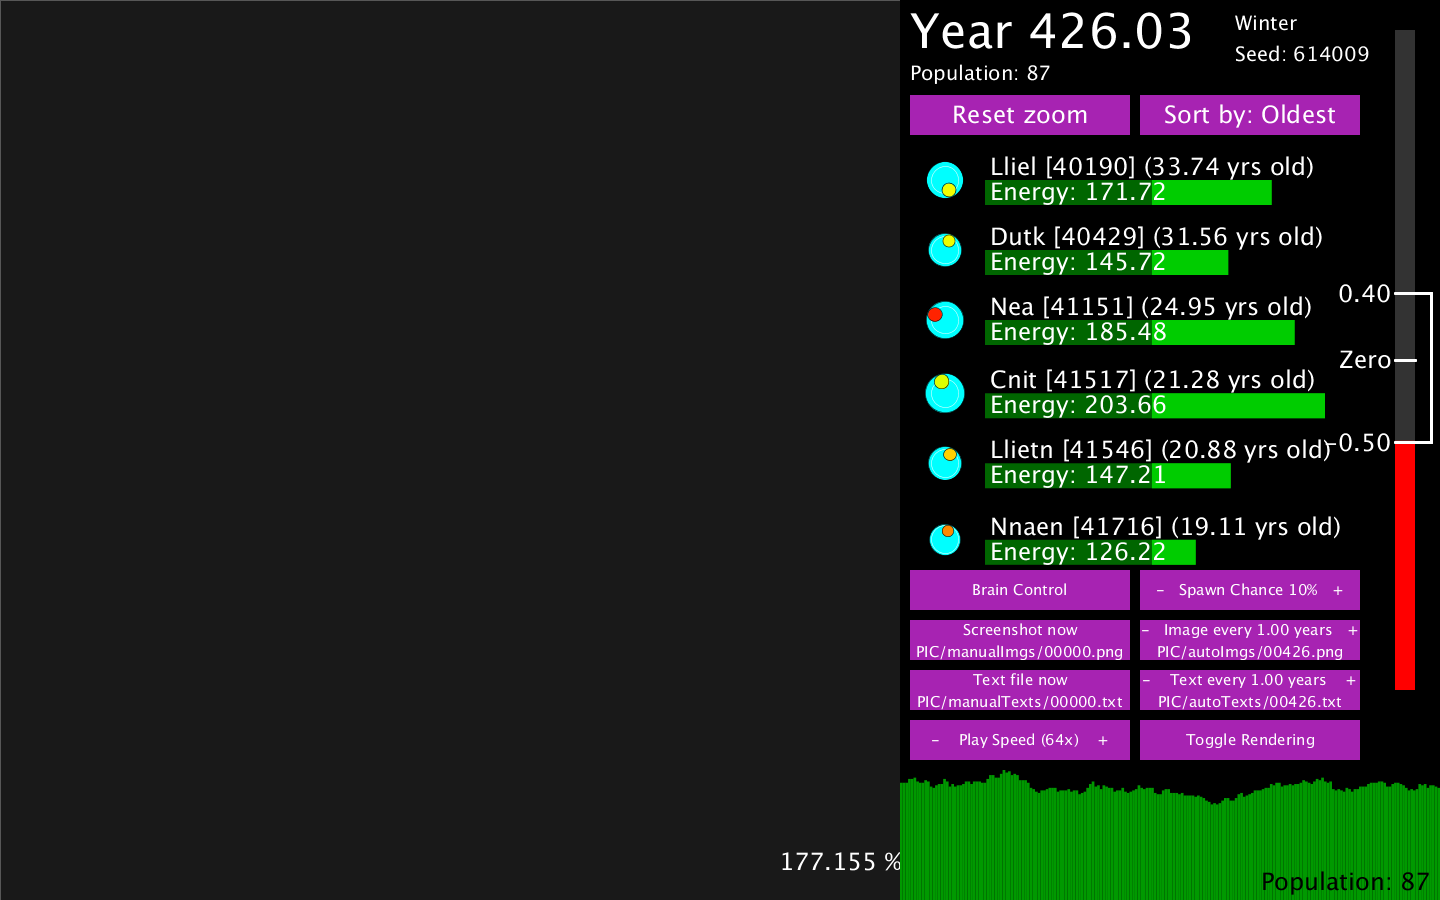 Year 426.03
Winter
Seed: 614009
Population: 87
Reset zoom
Sort by: Oldest
Lliel [40190] (33.74 yrs old)
Energy: 171.72
Dutk [40429] (31.56 yrs old)
Energy: 145.72
Nea [41151] (24.95 yrs old)
Energy: 185.48
0.40
Zero
Cnit [41517] (21.28 yrs old)
Energy: 203.66
Llietn [41546] (20.88 yrs old)
-0.50
Energy: 147.21
Nnaen [41716] (19.11 yrs old)
Energy: 126.22
Brain Control
- Spawn Chance 10% +
Screenshot now
PIC/manualImgs/00000.png
- Image every 1.00 years +
PIC/autoImgs/00426.png
Text file now
PIC/manualTexts/00000.txt
- Text every 1.00 years +
PIC/autoTexts/00426.txt
- Play Speed (64x) +
Toggle Rendering
177.155 %
Population: 87